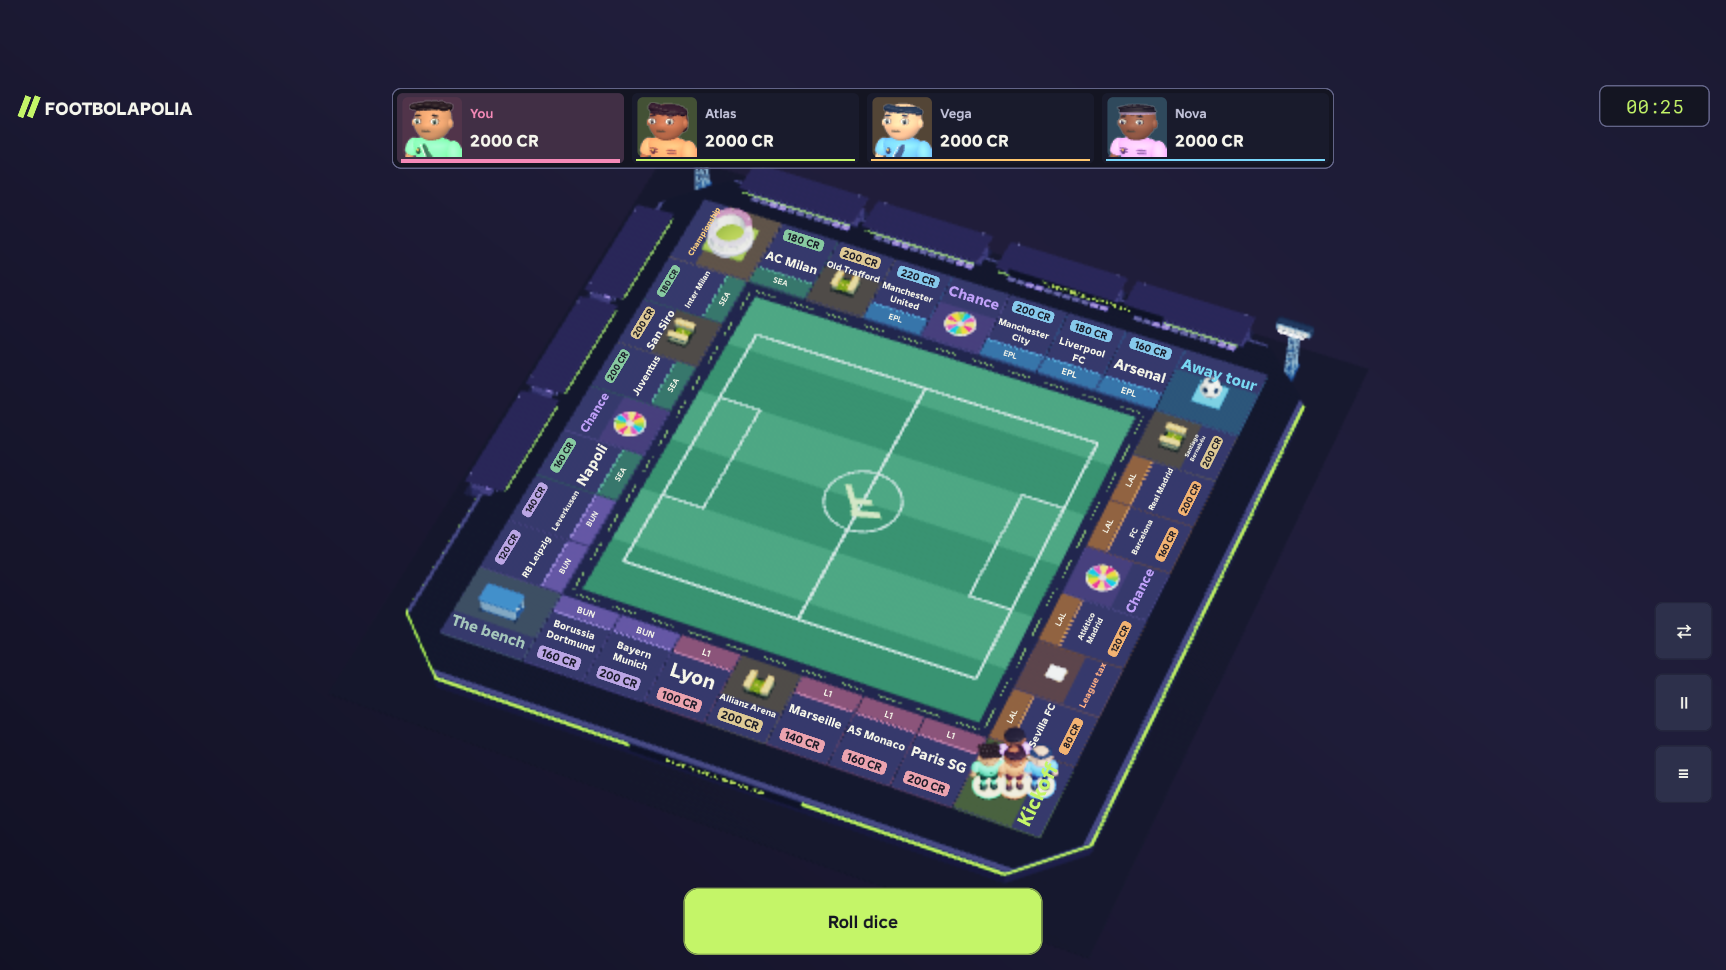 FOOTBOLAPOLIA
You
2000 CR
Atlas
2000 CR
Vega
2000 CR
Nova
2000 CR
00:25
Championship
180 CR
AC Milan
SEA
200 CR
Old Trafford
220 CR
Manchester
United
EPL
Chance
200 CR
Manchester
City
EPL
180 CR
Liverpool
FC
EPL
160 CR
Arsenal
EPL
Away tour
Santiago
Bernabéu
200 CR
LAL
Real Madrid
200 CR
LAL
FC
Barcelona
160 CR
Chance
LAL
Atlético
Madrid
120 CR
League tax
LAL
Sevilla FC
80 CR
Kickoff
180 CR
Inter Milan
SEA
200 CR
San Siro
200 CR
Juventus
SEA
Chance
160 CR
Napoli
SEA
140 CR
Leverkusen
BUN
120 CR
RB Leipzig
BUN
The bench
BUN
Borussia
Dortmund
160 CR
BUN
Bayern
Munich
200 CR
L1
Lyon
100 CR
Allianz Arena
200 CR
L1
Marseille
140 CR
L1
AS Monaco
160 CR
L1
Paris SG
200 CR
Roll dice